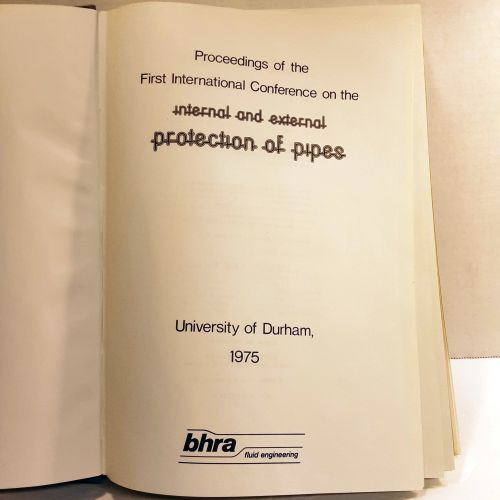 Proceedings of the
First International Conference on the
internal and external
protection of pipes
University of Durham,
1975
bhra
fluid engineering